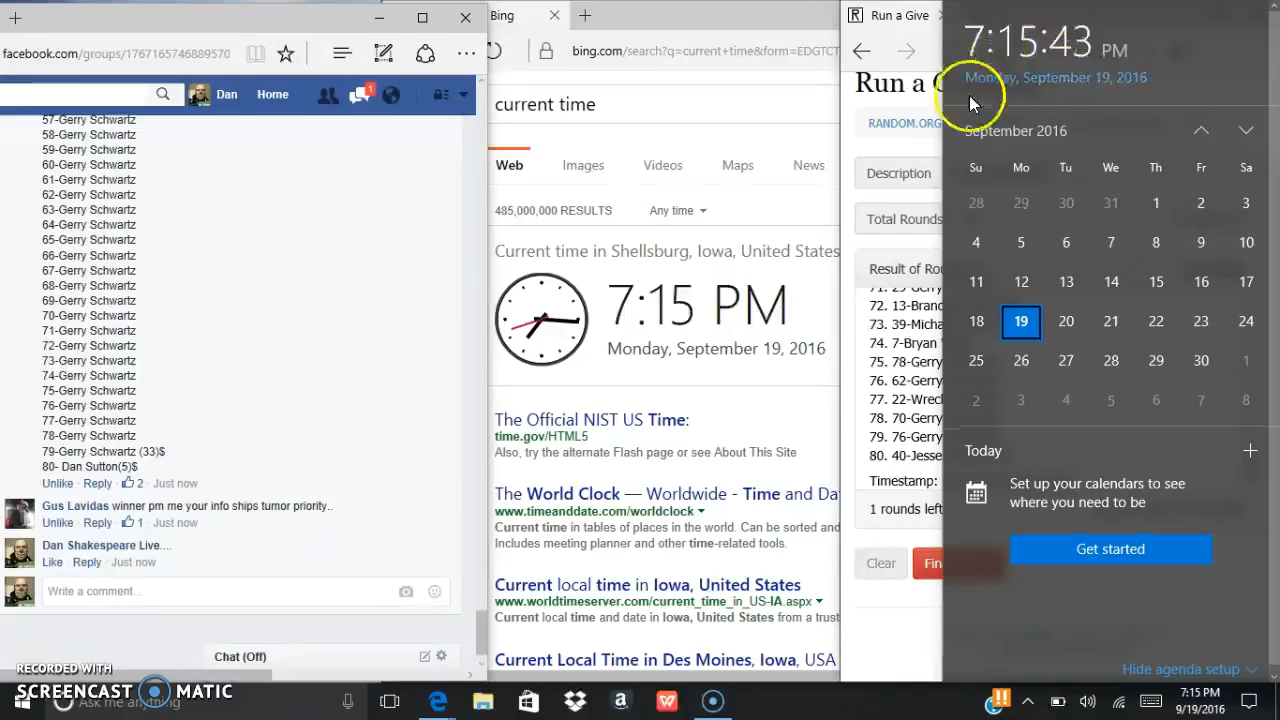 facebook.com/groups/1767165746889570
Dan Home
1
57-Gerry Schwartz
58-Gerry Schwartz
59-Gerry Schwartz
60-Gerry Schwartz
61-Gerry Schwartz
62-Gerry Schwartz
63-Gerry Schwartz
64-Gerry Schwartz
65-Gerry Schwartz
66-Gerry Schwartz
67-Gerry Schwartz
68-Gerry Schwartz
69-Gerry Schwartz
70-Gerry Schwartz
71-Gerry Schwartz
72-Gerry Schwartz
73-Gerry Schwartz
74-Gerry Schwartz
75-Gerry Schwartz
76-Gerry Schwartz
77-Gerry Schwartz
78-Gerry Schwartz
79-Gerry Schwartz (33)$
80- Dan Sutton(5)$
Unlike · Reply · 2 · Just now
Gus Lavidas winner pm me your info ships tumor priority..
Unlike · Reply · 1 · Just now
Dan Shakespeare Live....
Like · Reply · Just now
Write a comment...
Chat (Off)
RECORDED WITH
SCREENCAST MATIC
Ask me anything
Bing
bing.com/search?q=current+time&form=EDGTCT
current time
Web Images Videos Maps News
485,000,000 RESULTS Any time
Current time in Shellsburg, Iowa, United States
7:15 PM
Monday, September 19, 2016
The Official NIST US Time:
time.gov/HTML5
Also, try the alternate Flash page or see About This Site
The World Clock — Worldwide - Time and Da
www.timeanddate.com/worldclock
Current time in tables of places in the world. Can be sorted and
Includes meeting planner and other time-related tools.
Current local time in Iowa, United States
www.worldtimeserver.com/current_time_in_US-IA.aspx
Current local time and date in Iowa, United States from a trust
Current Local Time in Des Moines, Iowa, USA
R Run a Give
Run a G
RANDOM.ORG
Description
Total Rounds
Result of Rou
71. 29-Gerry
72. 13-Brand
73. 39-Micha
74. 7-Bryan
75. 78-Gerry
76. 62-Gerry
77. 22-Wreck
78. 70-Gerry
79. 76-Gerry
80. 40-Jesse
Timestamp:
1 rounds left
Clear Fin
7:15:43 PM
Monday, September 19, 2016
September 2016
Su Mo Tu We Th Fr Sa
28 29 30 31 1 2 3
4 5 6 7 8 9 10
11 12 13 14 15 16 17
18 19 20 21 22 23 24
25 26 27 28 29 30 1
2 3 4 5 6 7 8
Today
Set up your calendars to see
where you need to be
Get started
Hide agenda setup
7:15 PM
9/19/2016